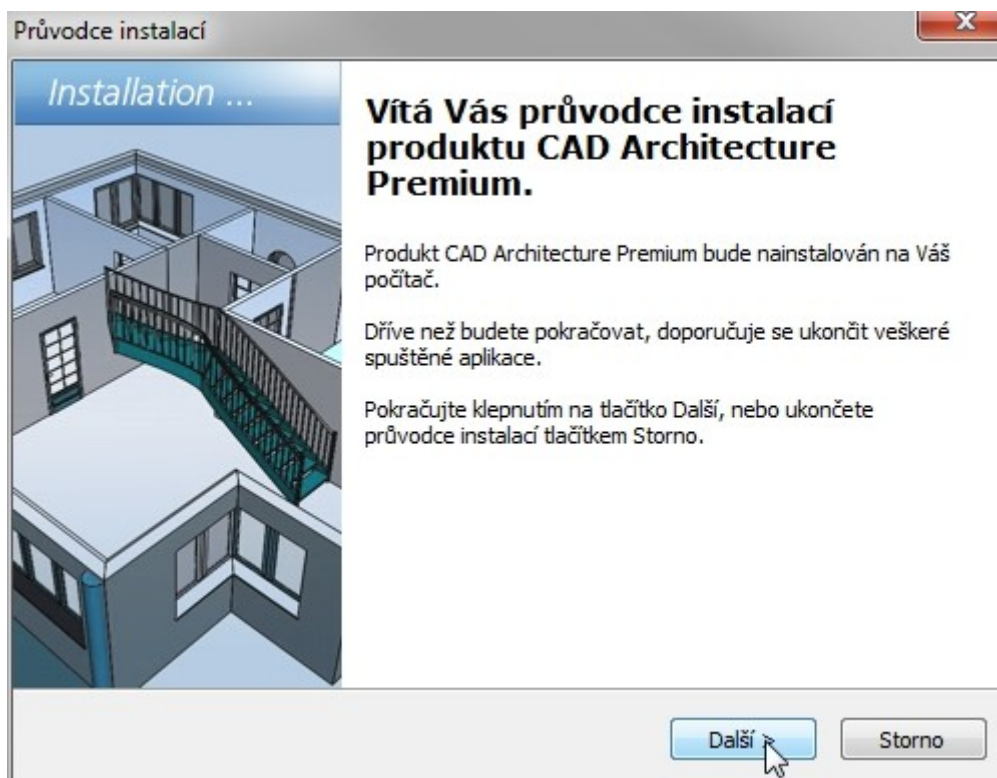 Průvodce instalací
Installation ...
Vítá Vás průvodce instalací
produktu CAD Architecture
Premium.
Produkt CAD Architecture Premium bude nainstalován na Váš
počítač.
Dříve než budete pokračovat, doporučuje se ukončit veškeré
spuštěné aplikace.
Pokračujte klepnutím na tlačítko Další, nebo ukončete
průvodce instalací tlačítkem Storno.
Další >
Storno